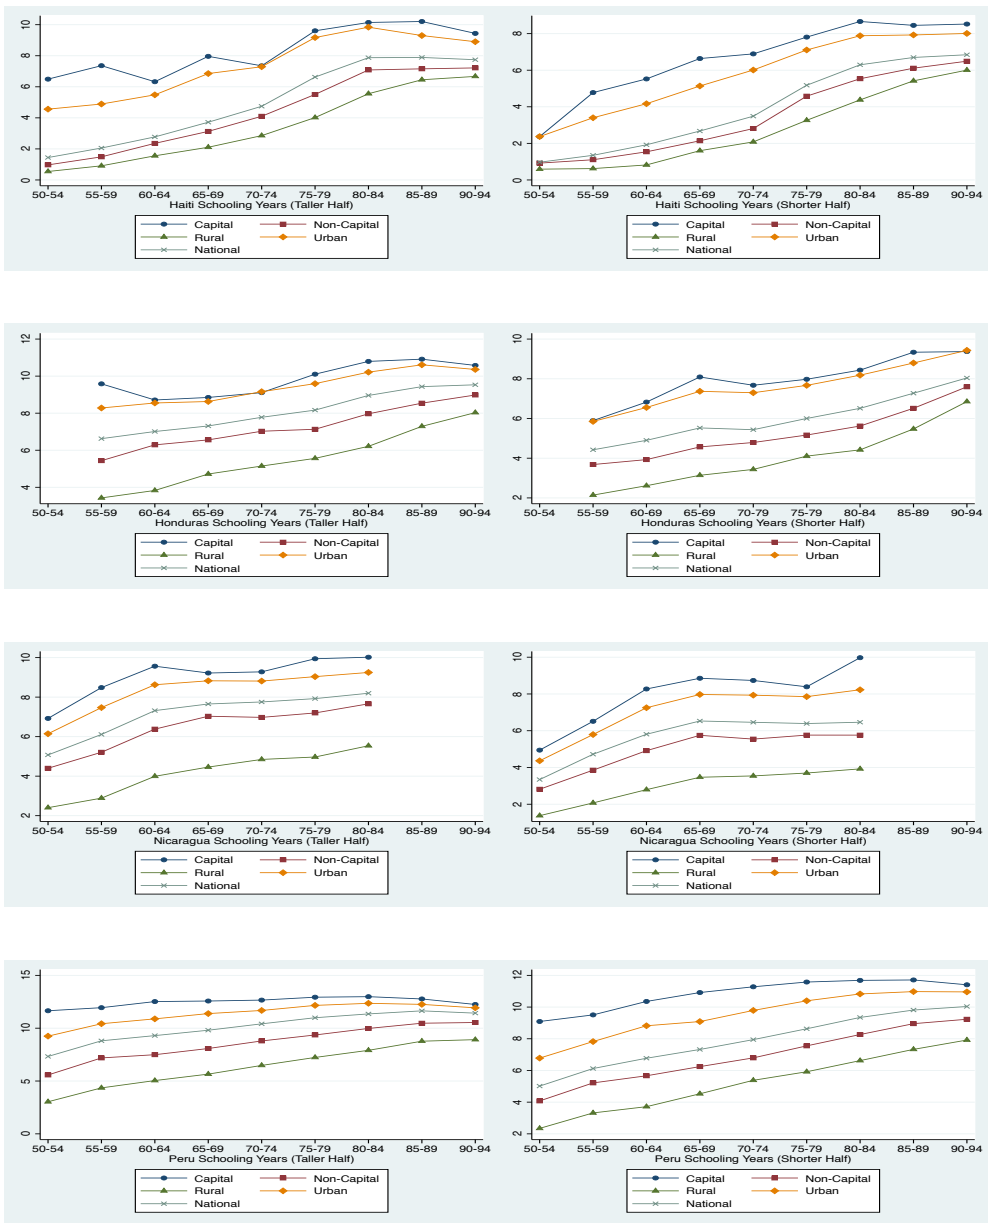 10
8
6
4
2
0
50-54 55-59 60-64 65-69 70-74 75-79 80-84 85-89 90-94
Haiti Schooling Years (Taller Half)
Capital Non-Capital
Rural Urban
National
8
6
4
2
0
50-54 55-59 60-64 65-69 70-74 75-79 80-84 85-89 90-94
Haiti Schooling Years (Shorter Half)
Capital Non-Capital
Rural Urban
National
12
10
8
6
4
50-54 55-59 60-64 65-69 70-74 75-79 80-84 85-89 90-94
Honduras Schooling Years (Taller Half)
Capital Non-Capital
Rural Urban
National
10
8
6
4
2
50-54 55-59 60-64 65-69 70-74 75-79 80-84 85-89 90-94
Honduras Schooling Years (Shorter Half)
Capital Non-Capital
Rural Urban
National
10
8
6
4
2
50-54 55-59 60-64 65-69 70-74 75-79 80-84 85-89 90-94
Nicaragua Schooling Years (Taller Half)
Capital Non-Capital
Rural Urban
National
10
8
6
4
2
50-54 55-59 60-64 65-69 70-74 75-79 80-84 85-89 90-94
Nicaragua Schooling Years (Shorter Half)
Capital Non-Capital
Rural Urban
National
15
10
5
0
50-54 55-59 60-64 65-69 70-74 75-79 80-84 85-89 90-94
Peru Schooling Years (Taller Half)
Capital Non-Capital
Rural Urban
National
12
10
8
6
4
2
50-54 55-59 60-64 65-69 70-74 75-79 80-84 85-89 90-94
Peru Schooling Years (Shorter Half)
Capital Non-Capital
Rural Urban
National